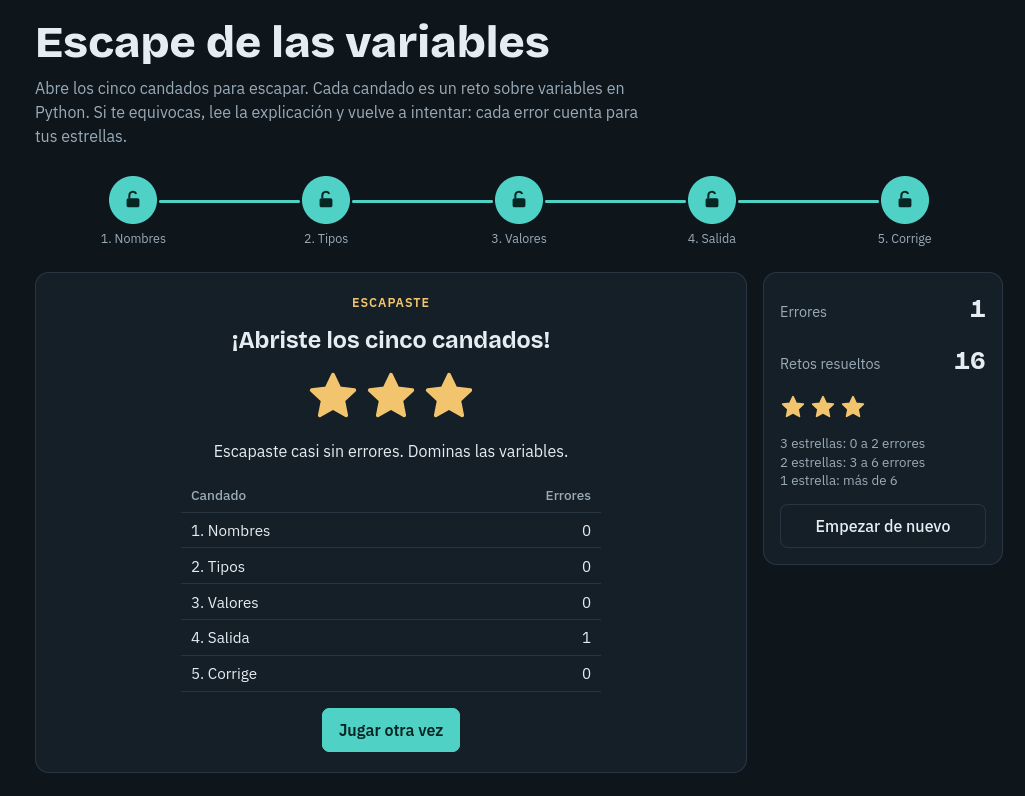 Escape de las variables
Abre los cinco candados para escapar. Cada candado es un reto sobre variables en
Python. Si te equivocas, lee la explicación y vuelve a intentar: cada error cuenta para
tus estrellas.
1. Nombres
2. Tipos
3. Valores
4. Salida
5. Corrige
ESCAPASTE
¡Abriste los cinco candados!
Escapaste casi sin errores. Dominas las variables.
Candado Errores
1. Nombres 0
2. Tipos 0
3. Valores 0
4. Salida 1
5. Corrige 0
Jugar otra vez
Errores 1
Retos resueltos 16
3 estrellas: 0 a 2 errores
2 estrellas: 3 a 6 errores
1 estrella: más de 6
Empezar de nuevo